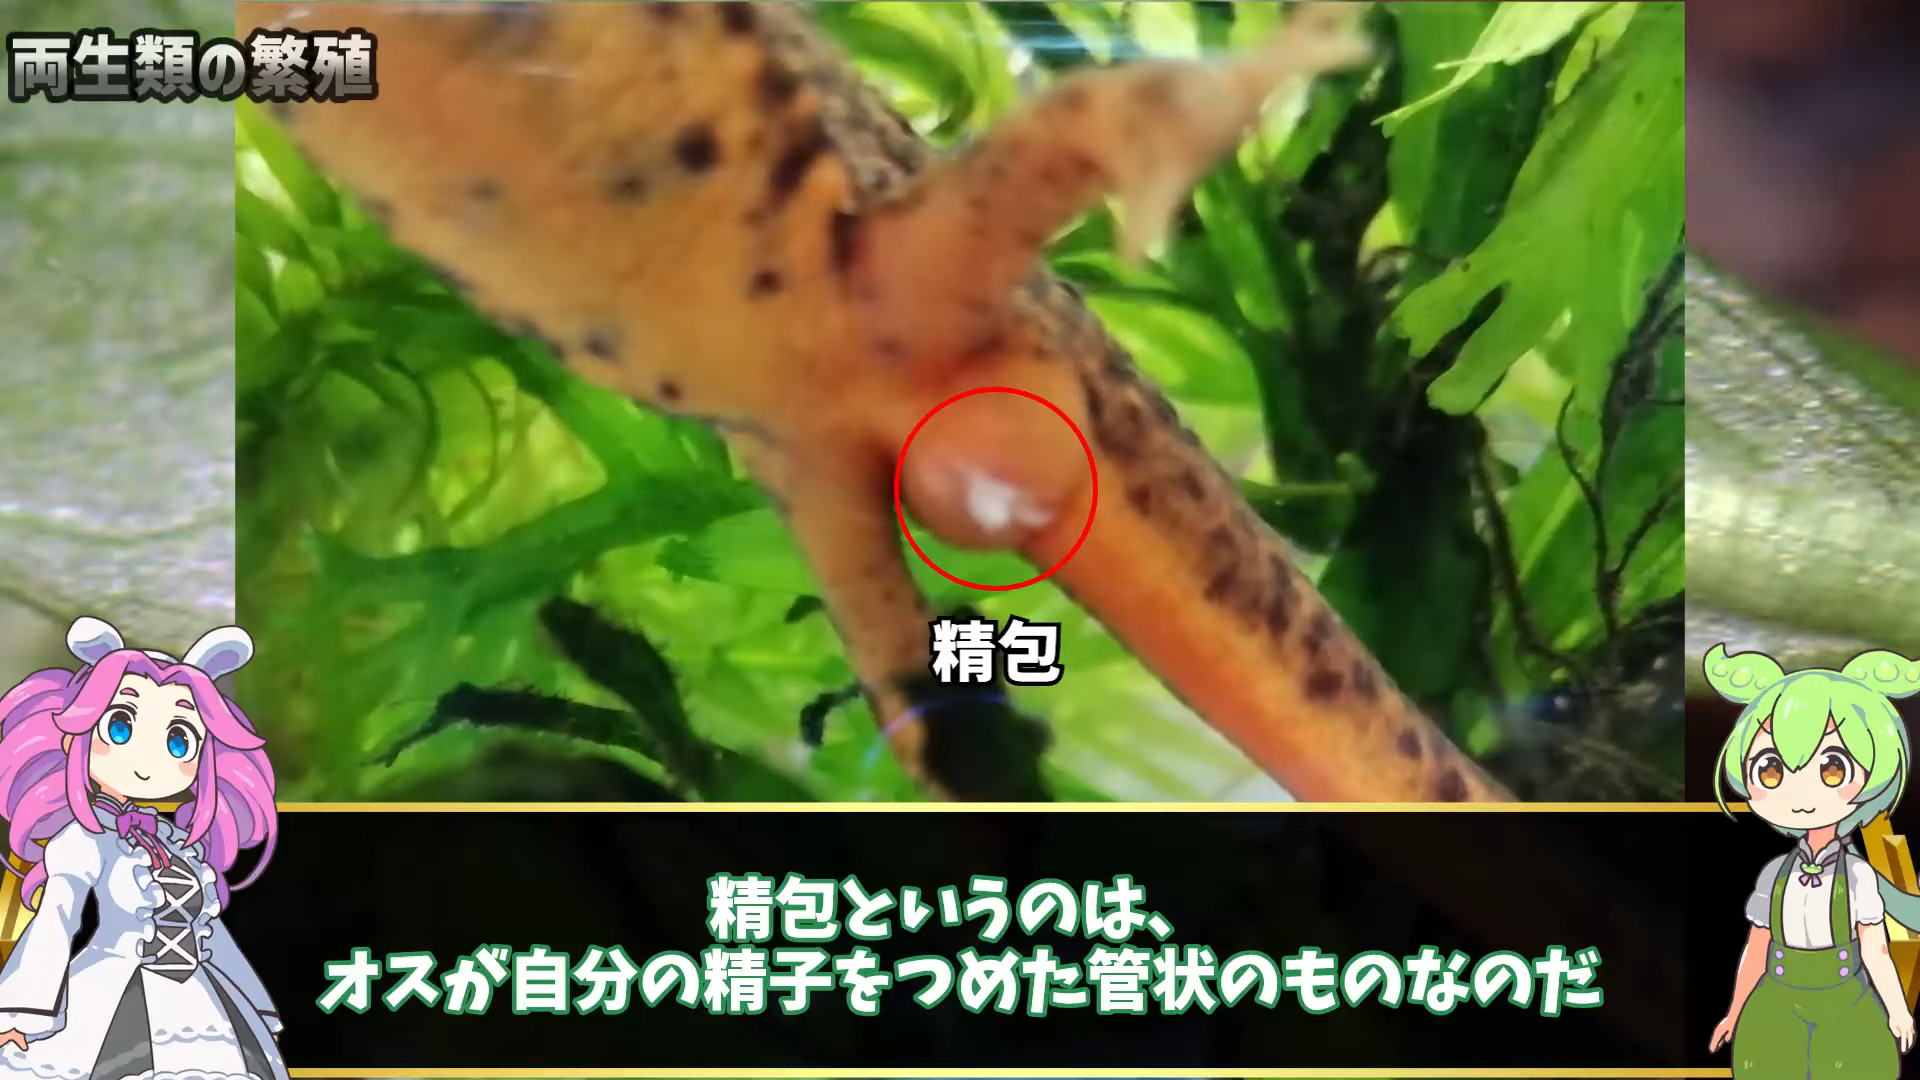 両生類の繁殖
精包
精包というのは、
オスが自分の精子をつめた管状のものなのだ